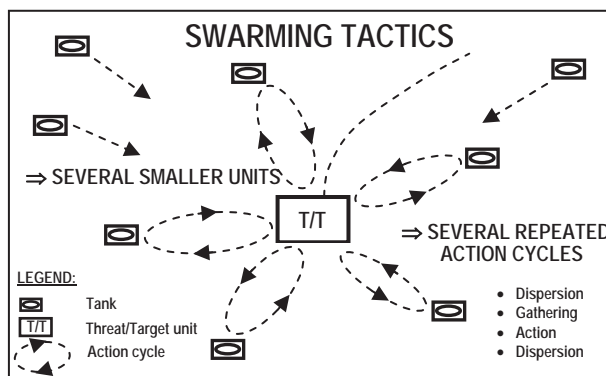 SWARMING TACTICS
⇒ SEVERAL SMALLER UNITS
T/T
⇒ SEVERAL REPEATED
ACTION CYCLES
• Dispersion
• Gathering
• Action
• Dispersion
LEGEND:
Tank
T/T Threat/Target unit
Action cycle